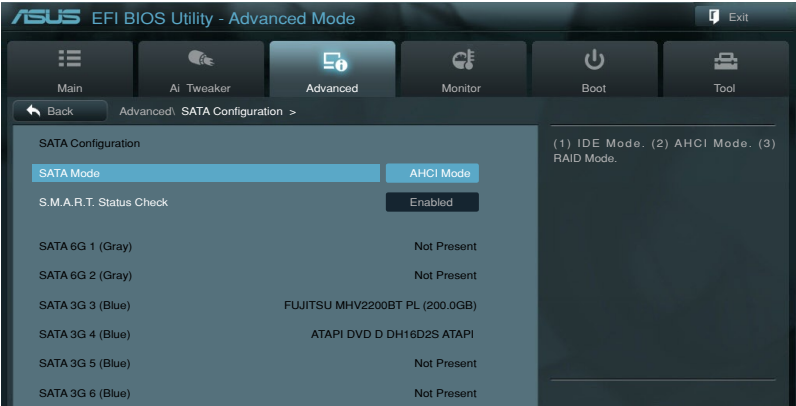 ASUS EFI BIOS Utility - Advanced Mode
Exit
Main
Ai Tweaker
Advanced
Monitor
Boot
Tool
Back
Advanced\ SATA Configuration >
SATA Configuration
SATA Mode AHCI Mode
S.M.A.R.T. Status Check Enabled
SATA 6G 1 (Gray) Not Present
SATA 6G 2 (Gray) Not Present
SATA 3G 3 (Blue) FUJITSU MHV2200BT PL (200.0GB)
SATA 3G 4 (Blue) ATAPI DVD D DH16D2S ATAPI
SATA 3G 5 (Blue) Not Present
SATA 3G 6 (Blue) Not Present
(1) IDE Mode. (2) AHCI Mode. (3)
RAID Mode.